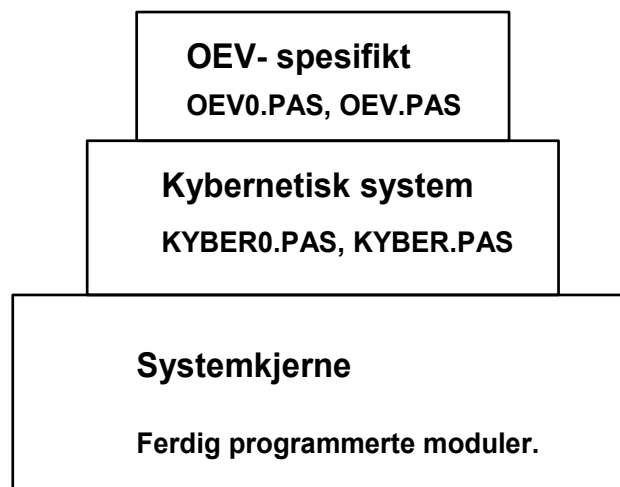 OEV- spesifikt
OEV0.PAS, OEV.PAS
Kybernetisk system
KYBER0.PAS, KYBER.PAS
Systemkjerne
Ferdig programmerte moduler.